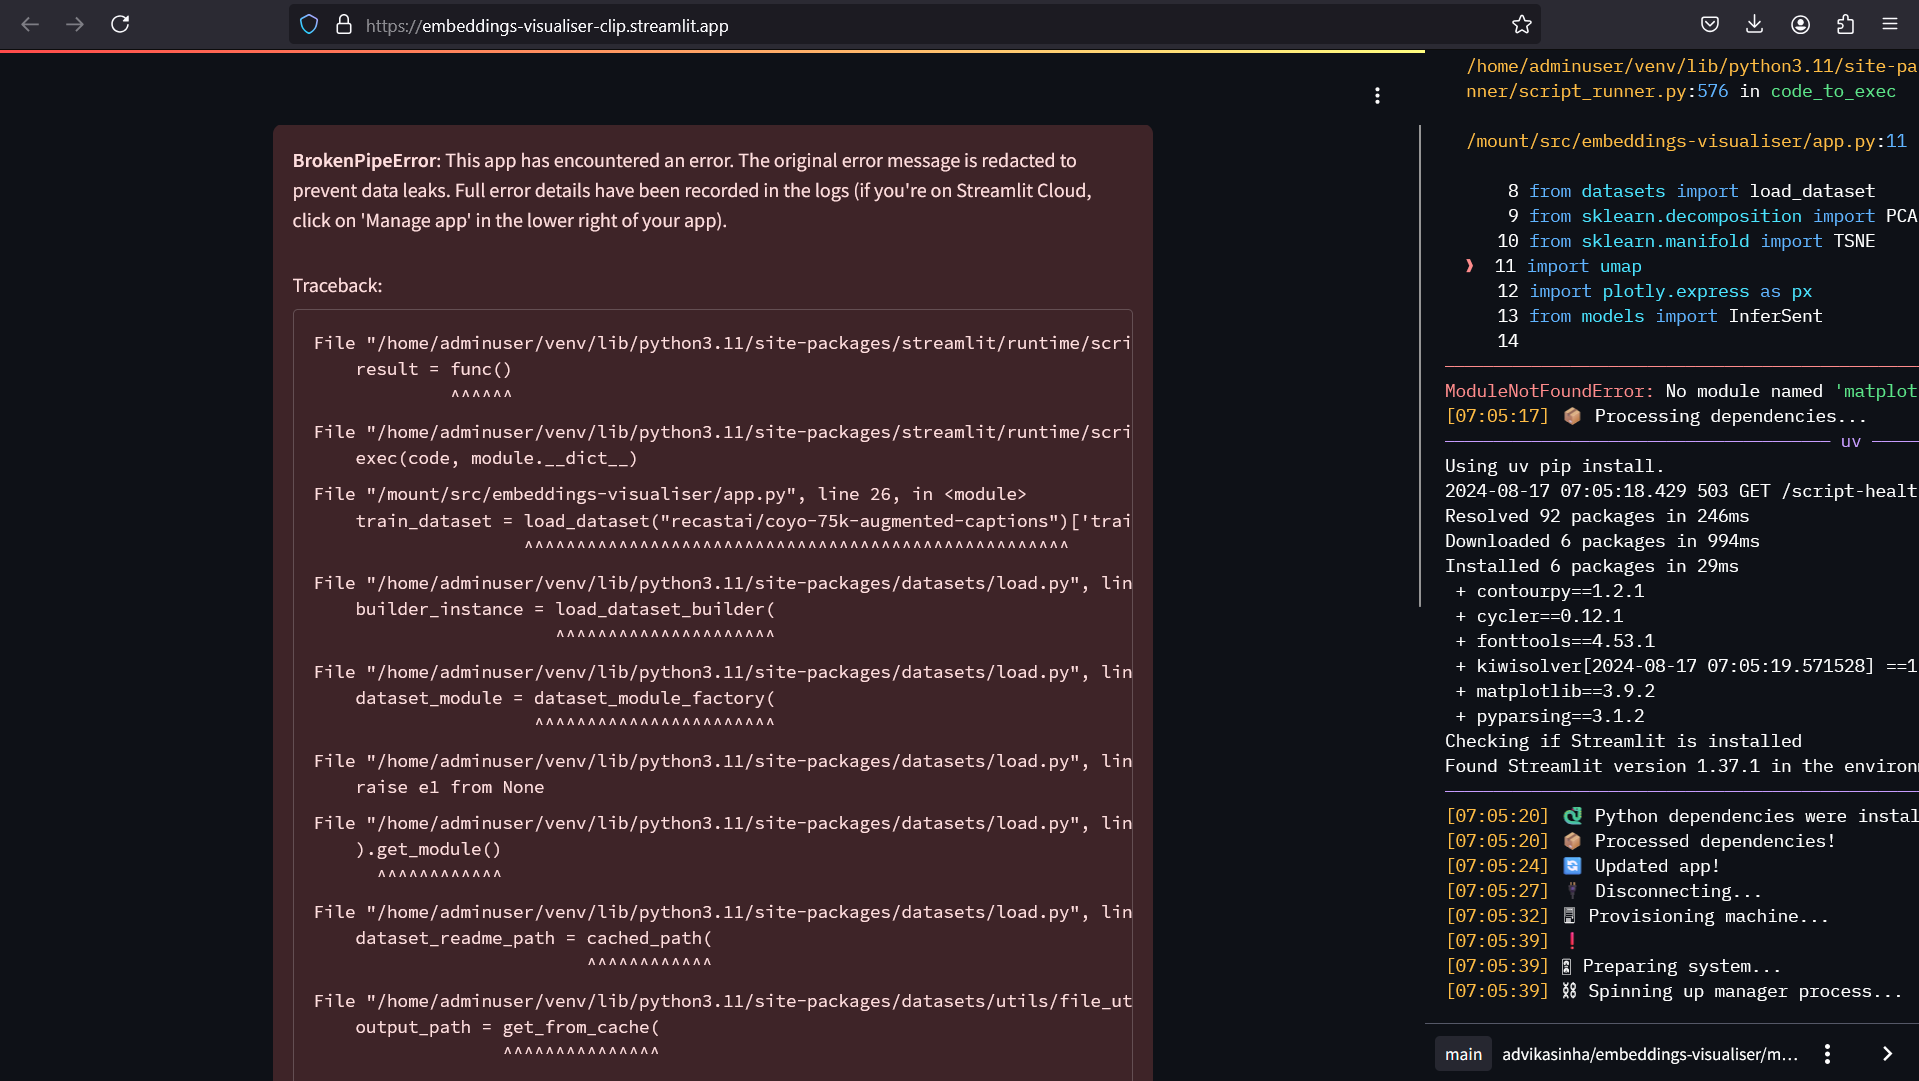 https://embeddings-visualiser-clip.streamlit.app
BrokenPipeError: This app has encountered an error. The original error message is redacted to
prevent data leaks. Full error details have been recorded in the logs (if you're on Streamlit Cloud,
click on 'Manage app' in the lower right of your app).
Traceback:
File "/home/adminuser/venv/lib/python3.11/site-packages/streamlit/runtime/scri
result = func()
^^^^^^
File "/home/adminuser/venv/lib/python3.11/site-packages/streamlit/runtime/scri
exec(code, module.__dict__)
File "/mount/src/embeddings-visualiser/app.py", line 26, in <module>
train_dataset = load_dataset("recastai/coyo-75k-augmented-captions")['trai
^^^^^^^^^^^^^^^^^^^^^^^^^^^^^^^^^^^^^^^^^^^^^^^^^^^^
File "/home/adminuser/venv/lib/python3.11/site-packages/datasets/load.py", lin
builder_instance = load_dataset_builder(
^^^^^^^^^^^^^^^^^^^^^
File "/home/adminuser/venv/lib/python3.11/site-packages/datasets/load.py", lin
dataset_module = dataset_module_factory(
^^^^^^^^^^^^^^^^^^^^^^^
File "/home/adminuser/venv/lib/python3.11/site-packages/datasets/load.py", lin
raise e1 from None
File "/home/adminuser/venv/lib/python3.11/site-packages/datasets/load.py", lin
).get_module()
^^^^^^^^^^^^
File "/home/adminuser/venv/lib/python3.11/site-packages/datasets/load.py", lin
dataset_readme_path = cached_path(
^^^^^^^^^^^^
File "/home/adminuser/venv/lib/python3.11/site-packages/datasets/utils/file_ut
output_path = get_from_cache(
^^^^^^^^^^^^^^^
/home/adminuser/venv/lib/python3.11/site-pa
nner/script_runner.py:576 in code_to_exec
/mount/src/embeddings-visualiser/app.py:11
8 from datasets import load_dataset
9 from sklearn.decomposition import PCA
10 from sklearn.manifold import TSNE
❱ 11 import umap
12 import plotly.express as px
13 from models import InferSent
14
ModuleNotFoundError: No module named 'matplot
[07:05:17] 📦 Processing dependencies...
uv
Using uv pip install.
2024-08-17 07:05:18.429 503 GET /script-healt
Resolved 92 packages in 246ms
Downloaded 6 packages in 994ms
Installed 6 packages in 29ms
+ contourpy==1.2.1
+ cycler==0.12.1
+ fonttools==4.53.1
+ kiwisolver[2024-08-17 07:05:19.571528] ==1
+ matplotlib==3.9.2
+ pyparsing==3.1.2
Checking if Streamlit is installed
Found Streamlit version 1.37.1 in the environ
[07:05:20] 🐍 Python dependencies were instal
[07:05:20] 📦 Processed dependencies!
[07:05:24] 🔄 Updated app!
[07:05:27] 🔌 Disconnecting...
[07:05:32] 🖥 Provisioning machine...
[07:05:39] ❗
[07:05:39] 🎛 Preparing system...
[07:05:39] ⛓ Spinning up manager process...
main advikasinha/embeddings-visualiser/m...